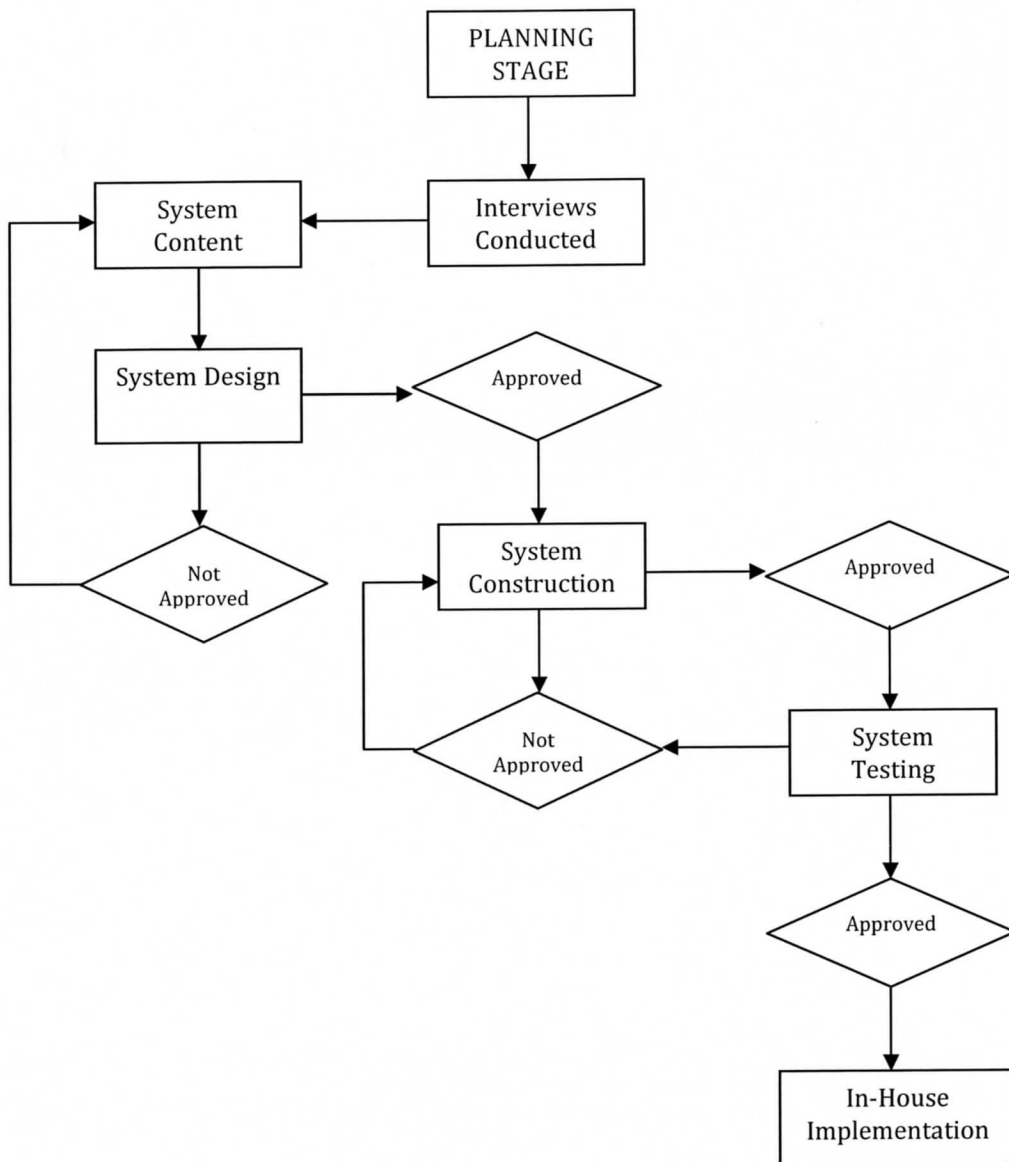 PLANNING
STAGE
Interviews
Conducted
System
Content
System Design
Approved
Not
Approved
System
Construction
Approved
Not
Approved
System
Testing
Approved
In-House
Implementation